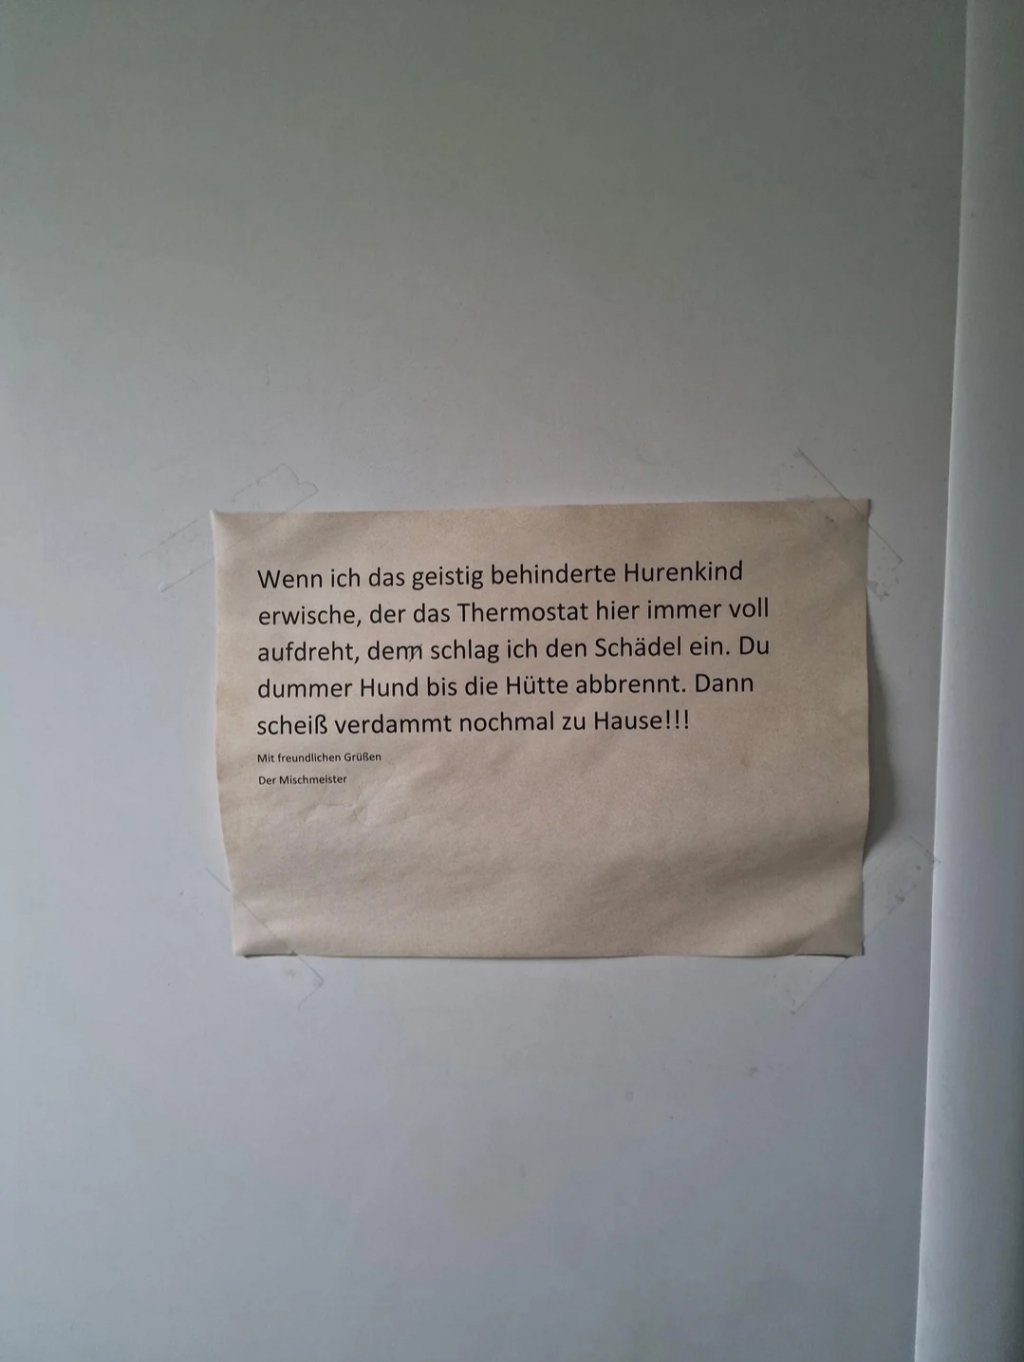 Wenn ich das geistig behinderte Hurenkind
erwische, der das Thermostat hier immer voll
aufdreht, dem schlag ich den Schädel ein. Du
dummer Hund bis die Hütte abbrennt. Dann
scheiß verdammt nochmal zu Hause!!!
Mit freundlichen Grüßen
Der Mischmeister